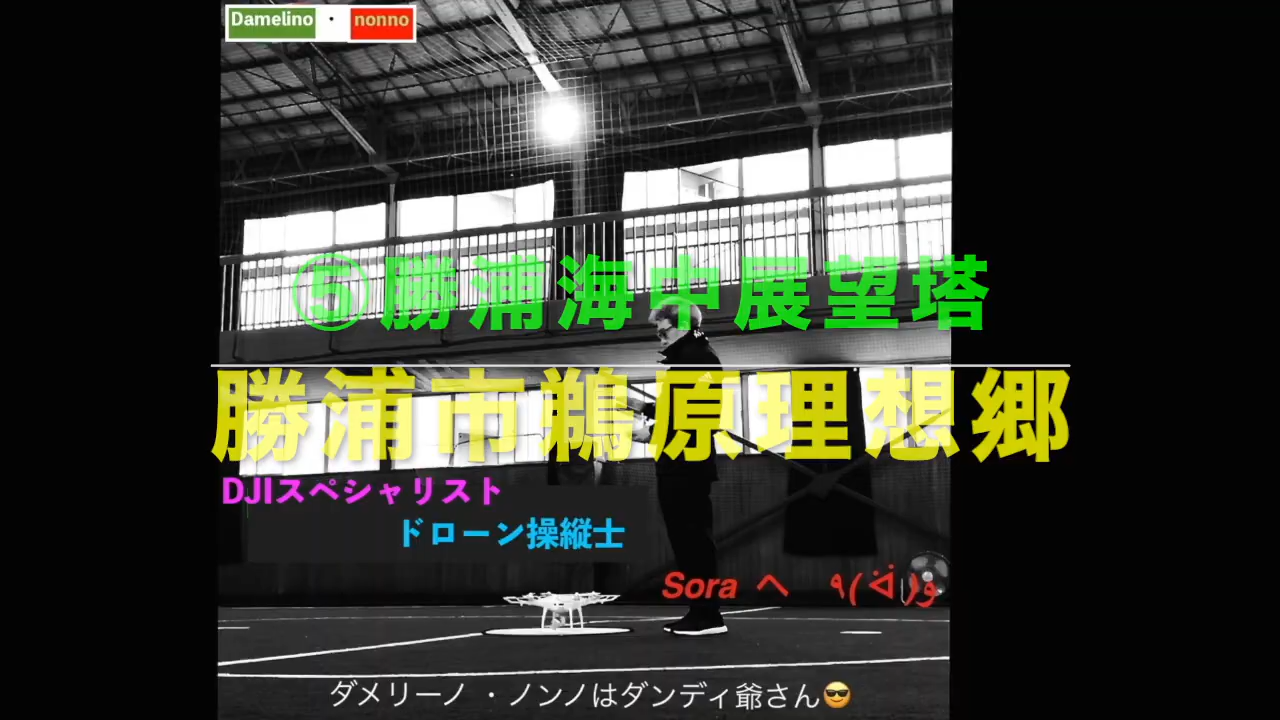 Damelino・nonno
⑤勝浦海中展望塔
勝浦市鵜原理想郷
DJIスペシャリスト
ドローン操縦士
Sora へ ٩( ᐛ )و
ダメリーノ ・ノンノはダンディ爺さん😎